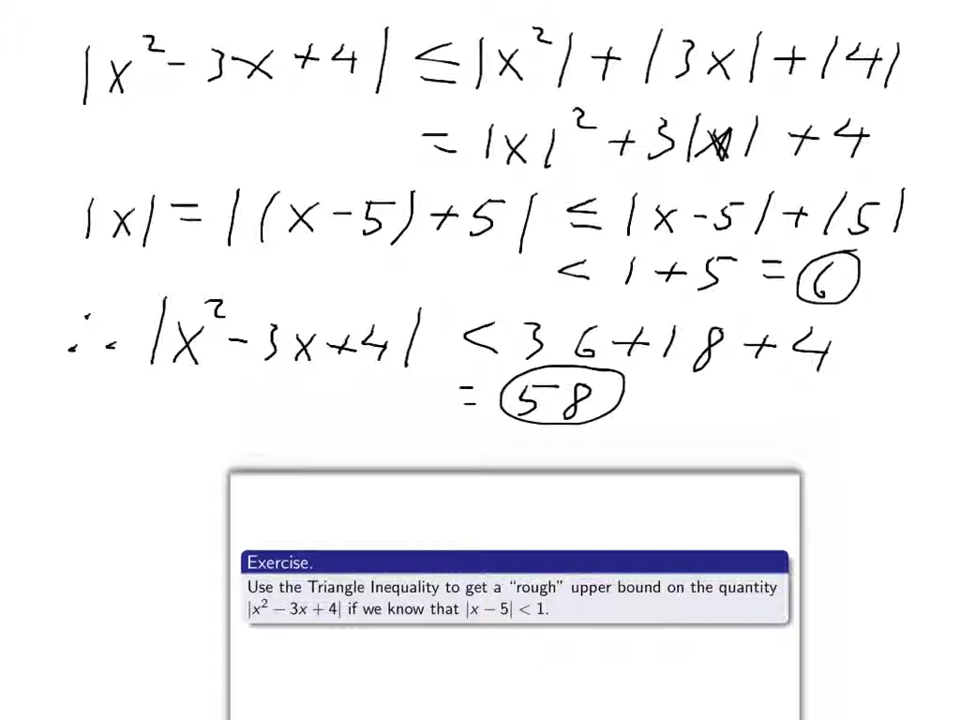 |x² - 3x + 4| ≤ |x²| + |3x| + |4|
= |x|² + 3|x| + 4
|x| = |(x - 5) + 5| ≤ |x - 5| + |5|
< 1 + 5 = 6
∴ |x² - 3x + 4| < 36 + 18 + 4
= 58
Exercise.
Use the Triangle Inequality to get a “rough” upper bound on the quantity
|x² − 3x + 4| if we know that |x − 5| < 1.